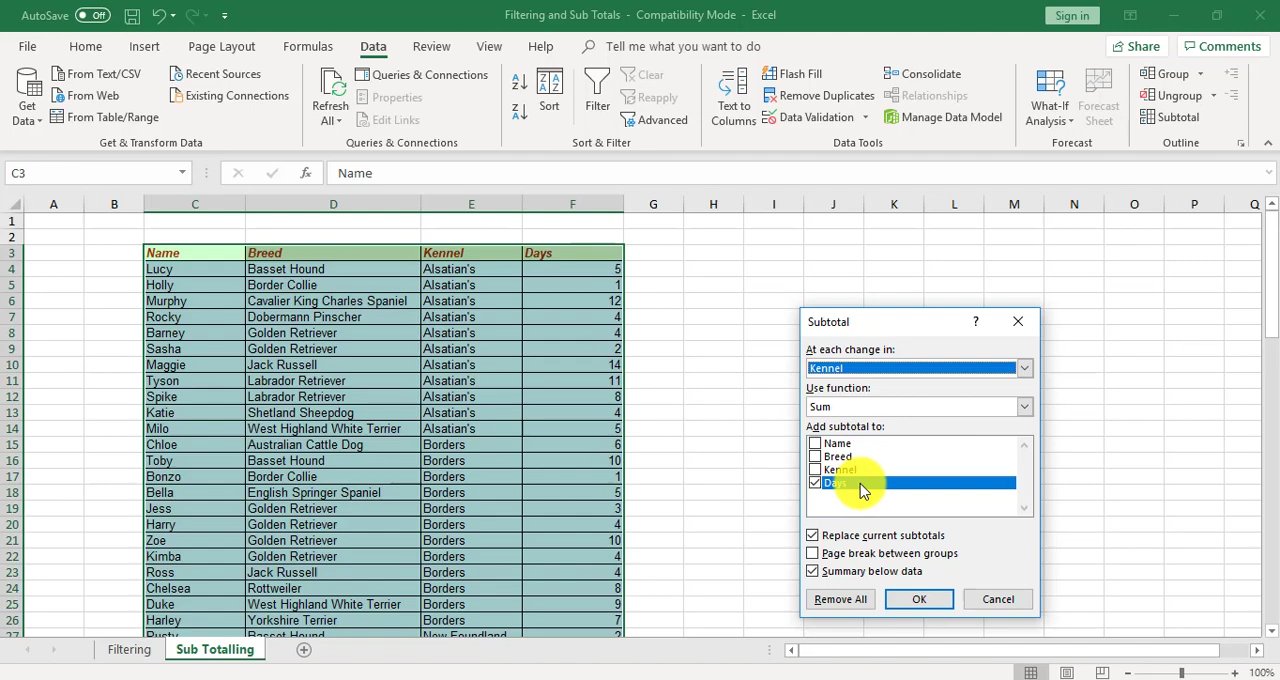 AutoSave Off Filtering and Sub Totals - Compatibility Mode - Excel Sign in
File Home Insert Page Layout Formulas Data Review View Help Tell me what you want to do Share Comments
Get Data From Text/CSV Recent Sources
From Web Existing Connections
From Table/Range
Get & Transform Data
Refresh All Queries & Connections
Properties
Edit Links
Queries & Connections
Sort Filter Clear
Reapply
Advanced
Sort & Filter
Text to Columns Flash Fill Consolidate
Remove Duplicates Relationships
Data Validation Manage Data Model
Data Tools
What-If Analysis Forecast Sheet
Forecast
Group
Ungroup
Subtotal
Outline
C3 fx Name
A B C D E F G H I J K L M N O P Q
1
2
3 Name Breed Kennel Days
4 Lucy Basset Hound Alsatian's 5
5 Holly Border Collie Alsatian's 1
6 Murphy Cavalier King Charles Spaniel Alsatian's 12
7 Rocky Dobermann Pinscher Alsatian's 4
8 Barney Golden Retriever Alsatian's 4
9 Sasha Golden Retriever Alsatian's 2
10 Maggie Jack Russell Alsatian's 14
11 Tyson Labrador Retriever Alsatian's 11
12 Spike Labrador Retriever Alsatian's 8
13 Katie Shetland Sheepdog Alsatian's 4
14 Milo West Highland White Terrier Alsatian's 5
15 Chloe Australian Cattle Dog Borders 6
16 Toby Basset Hound Borders 10
17 Bonzo Border Collie Borders 1
18 Bella English Springer Spaniel Borders 5
19 Jess Golden Retriever Borders 3
20 Harry Golden Retriever Borders 4
21 Zoe Golden Retriever Borders 10
22 Kimba Golden Retriever Borders 4
23 Ross Jack Russell Borders 4
24 Chelsea Rottweiler Borders 8
25 Duke West Highland White Terrier Borders 9
26 Harley Yorkshire Terrier Borders 7
27 Rusty Basset Hound New Foundland
Subtotal ?
At each change in:
Kennel
Use function:
Sum
Add subtotal to:
Name
Breed
Kennel
Days
Replace current subtotals
Page break between groups
Summary below data
Remove All OK Cancel
Filtering Sub Totalling
100%